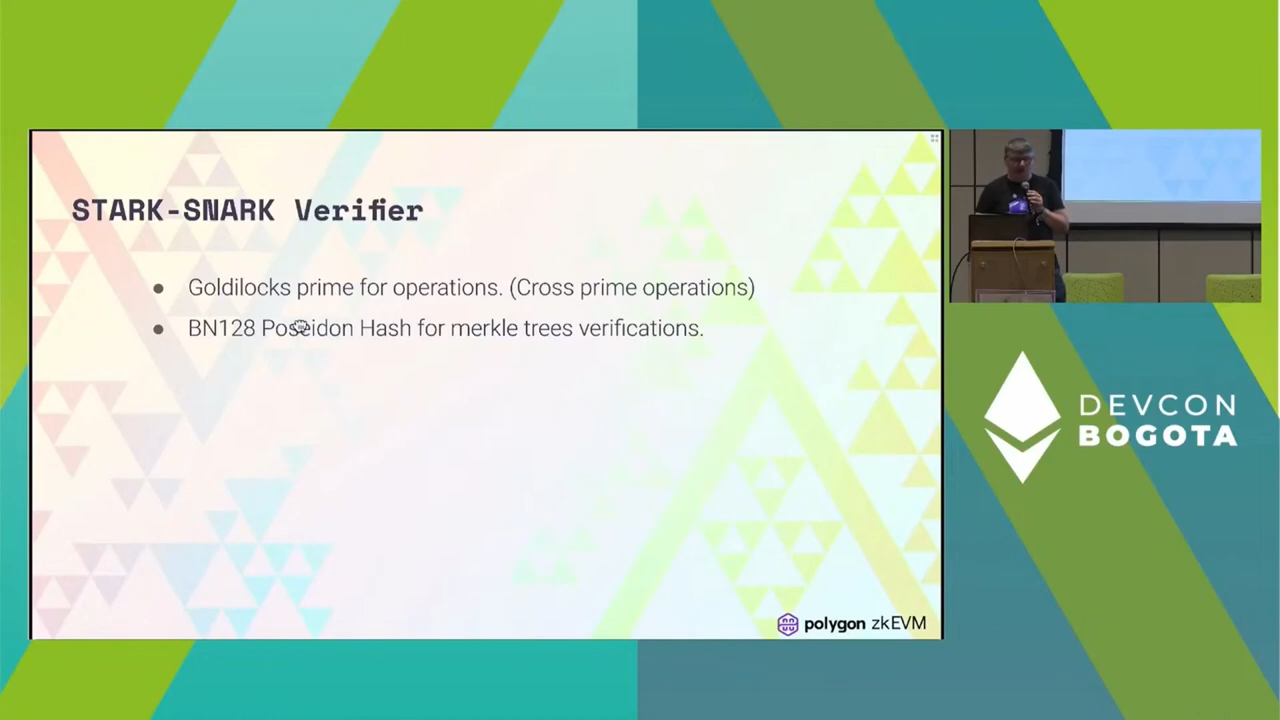 STARK-SNARK Verifier
● Goldilocks prime for operations. (Cross prime operations)
● BN128 Poseidon Hash for merkle trees verifications.
polygon zkEVM
DEVCON
BOGOTA